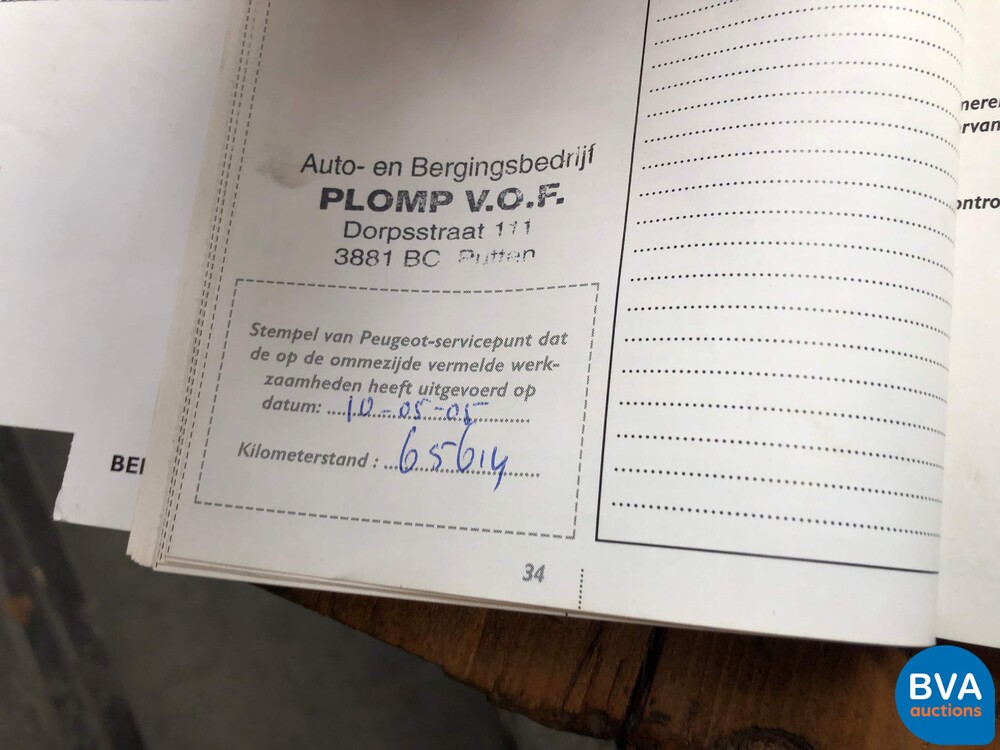 Auto- en Bergingsbedrijf
PLOMP V.O.F.
Dorpsstraat 111
3881 BC Putten
Stempel van Peugeot-servicepunt dat
de op de ommezijde vermelde werk-
zaamheden heeft uitgevoerd op
datum: 10-05-05
Kilometerstand : 65614
34
BVA
auctions